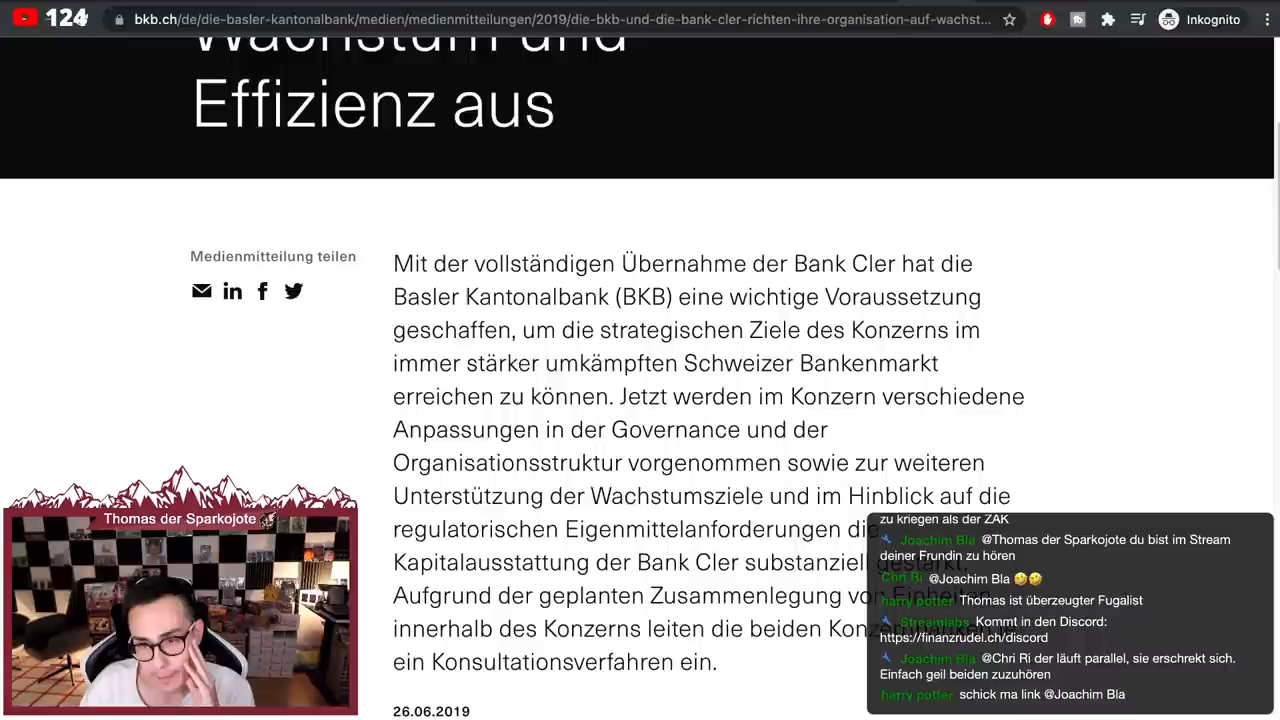 124
bkb.ch/de/die-basler-kantonalbank/medien/medienmitteilungen/2019/die-bkb-und-die-bank-cler-richten-ihre-organisation-auf-wachst...
Inkognito
Wachstum und
Effizienz aus
Medienmitteilung teilen
Mit der vollständigen Übernahme der Bank Cler hat die
Basler Kantonalbank (BKB) eine wichtige Voraussetzung
geschaffen, um die strategischen Ziele des Konzerns im
immer stärker umkämpften Schweizer Bankenmarkt
erreichen zu können. Jetzt werden im Konzern verschiedene
Anpassungen in der Governance und der
Organisationsstruktur vorgenommen sowie zur weiteren
Unterstützung der Wachstumsziele und im Hinblick auf die
regulatorischen Eigenmittelanforderungen die
Kapitalausstattung der Bank Cler substanziell gestärkt.
Aufgrund der geplanten Zusammenlegung von Einheiten
innerhalb des Konzerns leiten die beiden Konzernbanken
ein Konsultationsverfahren ein.
26.06.2019
Thomas der Sparkojote
zu kriegen als der ZAK
Joachim Bla @Thomas der Sparkojote du bist im Stream
deiner Frundin zu hören
Chri Ri @Joachim Bla 🤣🤣
harry potter Thomas ist überzeugter Fugalist
Streamlabs Kommt in den Discord:
https://finanzrudel.ch/discord
Joachim Bla @Chri Ri der läuft parallel, sie erschrekt sich.
Einfach geil beiden zuzuhören
harry potter schick ma link @Joachim Bla